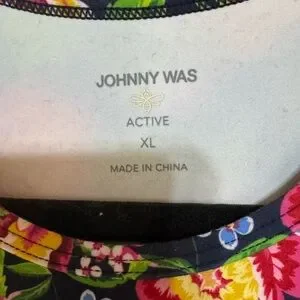 JOHNNY WAS
ACTIVE
XL
MADE IN CHINA